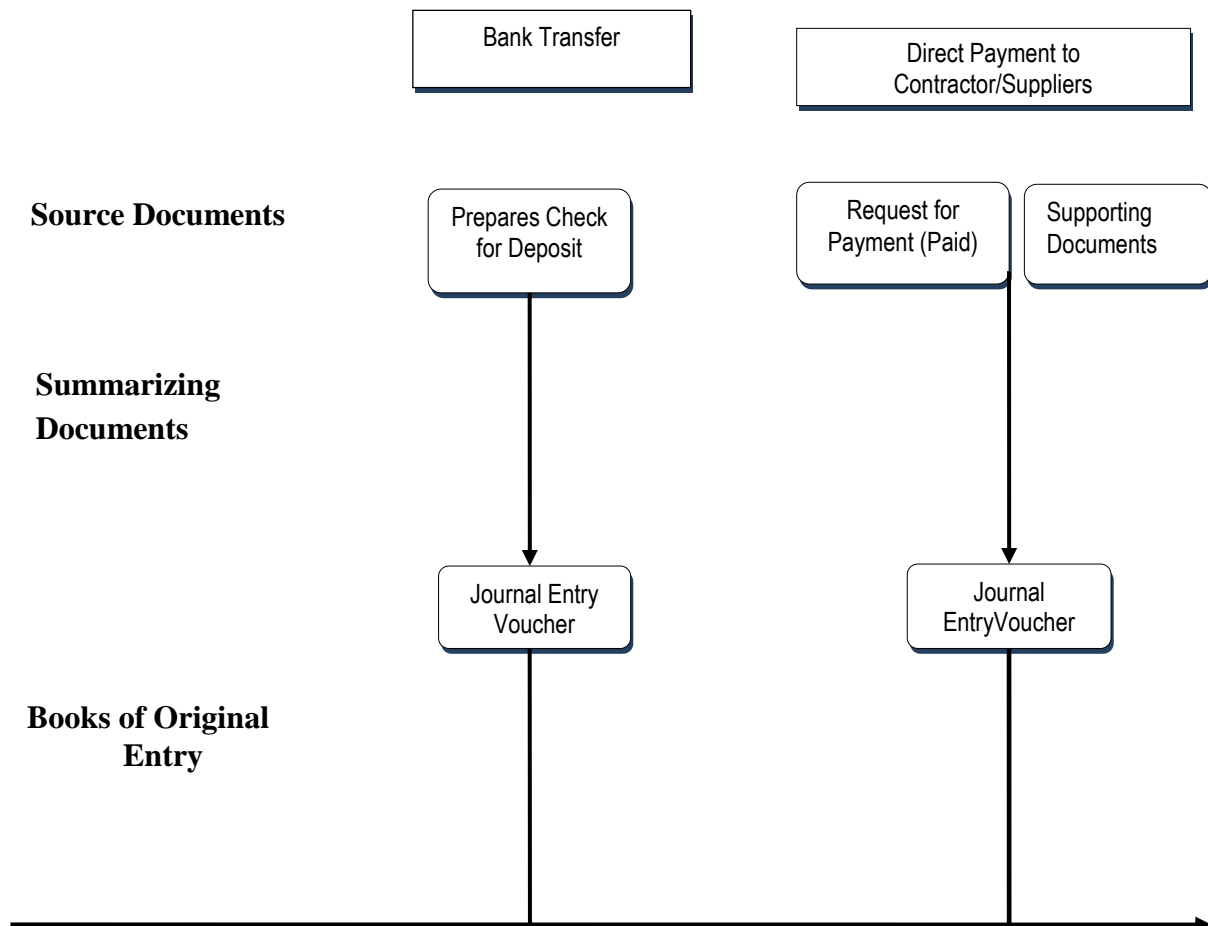 Bank Transfer
Direct Payment to
Contractor/Suppliers
Source Documents
Prepares Check
for Deposit
Request for
Payment (Paid)
Supporting
Documents
Summarizing
Documents
Journal Entry
Voucher
Journal
EntryVoucher
Books of Original
Entry